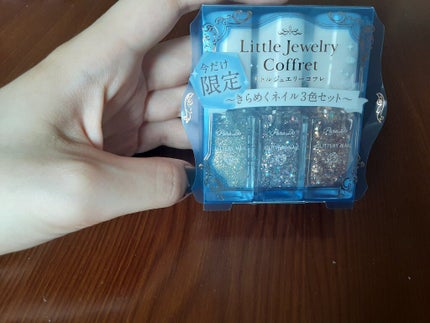 Little Jewelry
Coffret
今だけ
限定
トルジュエリーコフレ
～きらめくネイル3色セット～